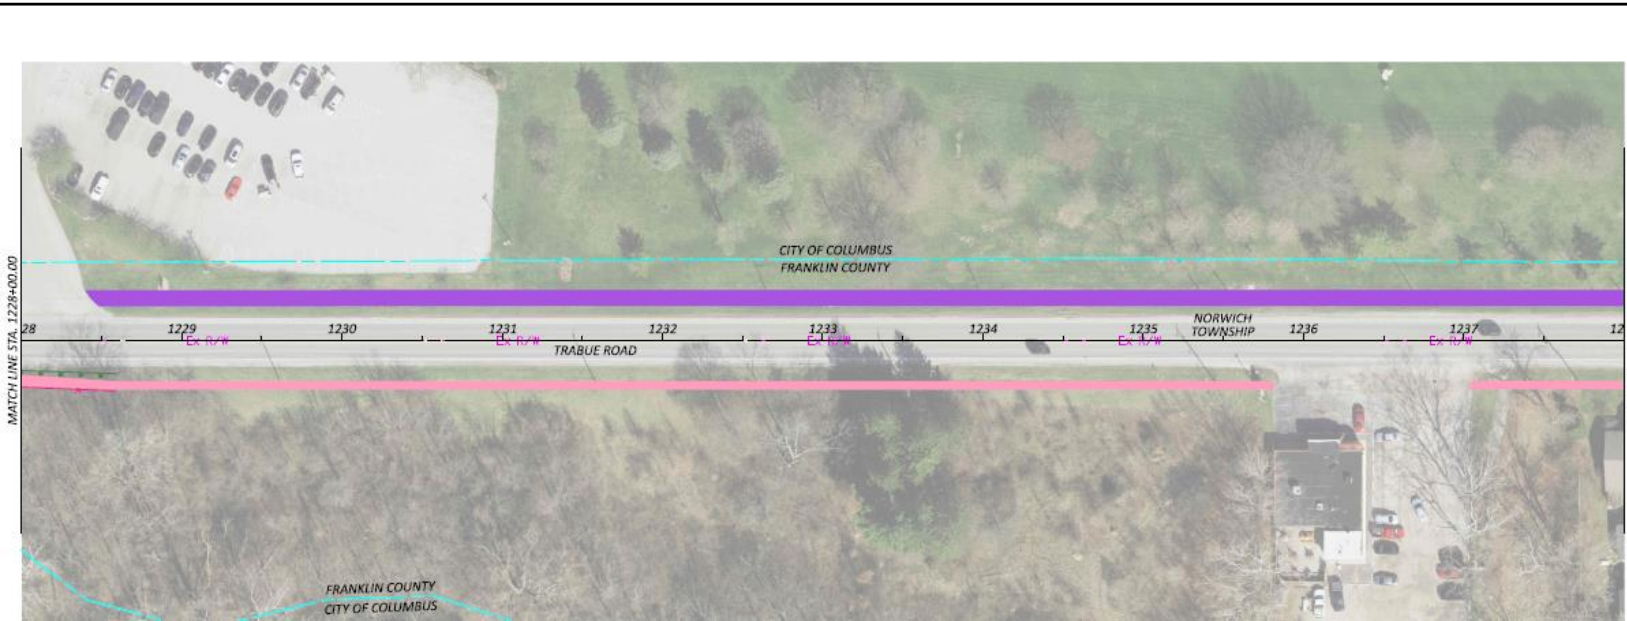 CITY OF COLUMBUS
FRANKLIN COUNTY
MATCH LINE STA. 1228+00.00
28 1229 1230 1231 1232 1233 1234 1235 1236 1237 12
NORWICH
TOWNSHIP
Ex R/W Ex R/W Ex R/W Ex R/W Ex R/W
TRABUE ROAD
FRANKLIN COUNTY
CITY OF COLUMBUS